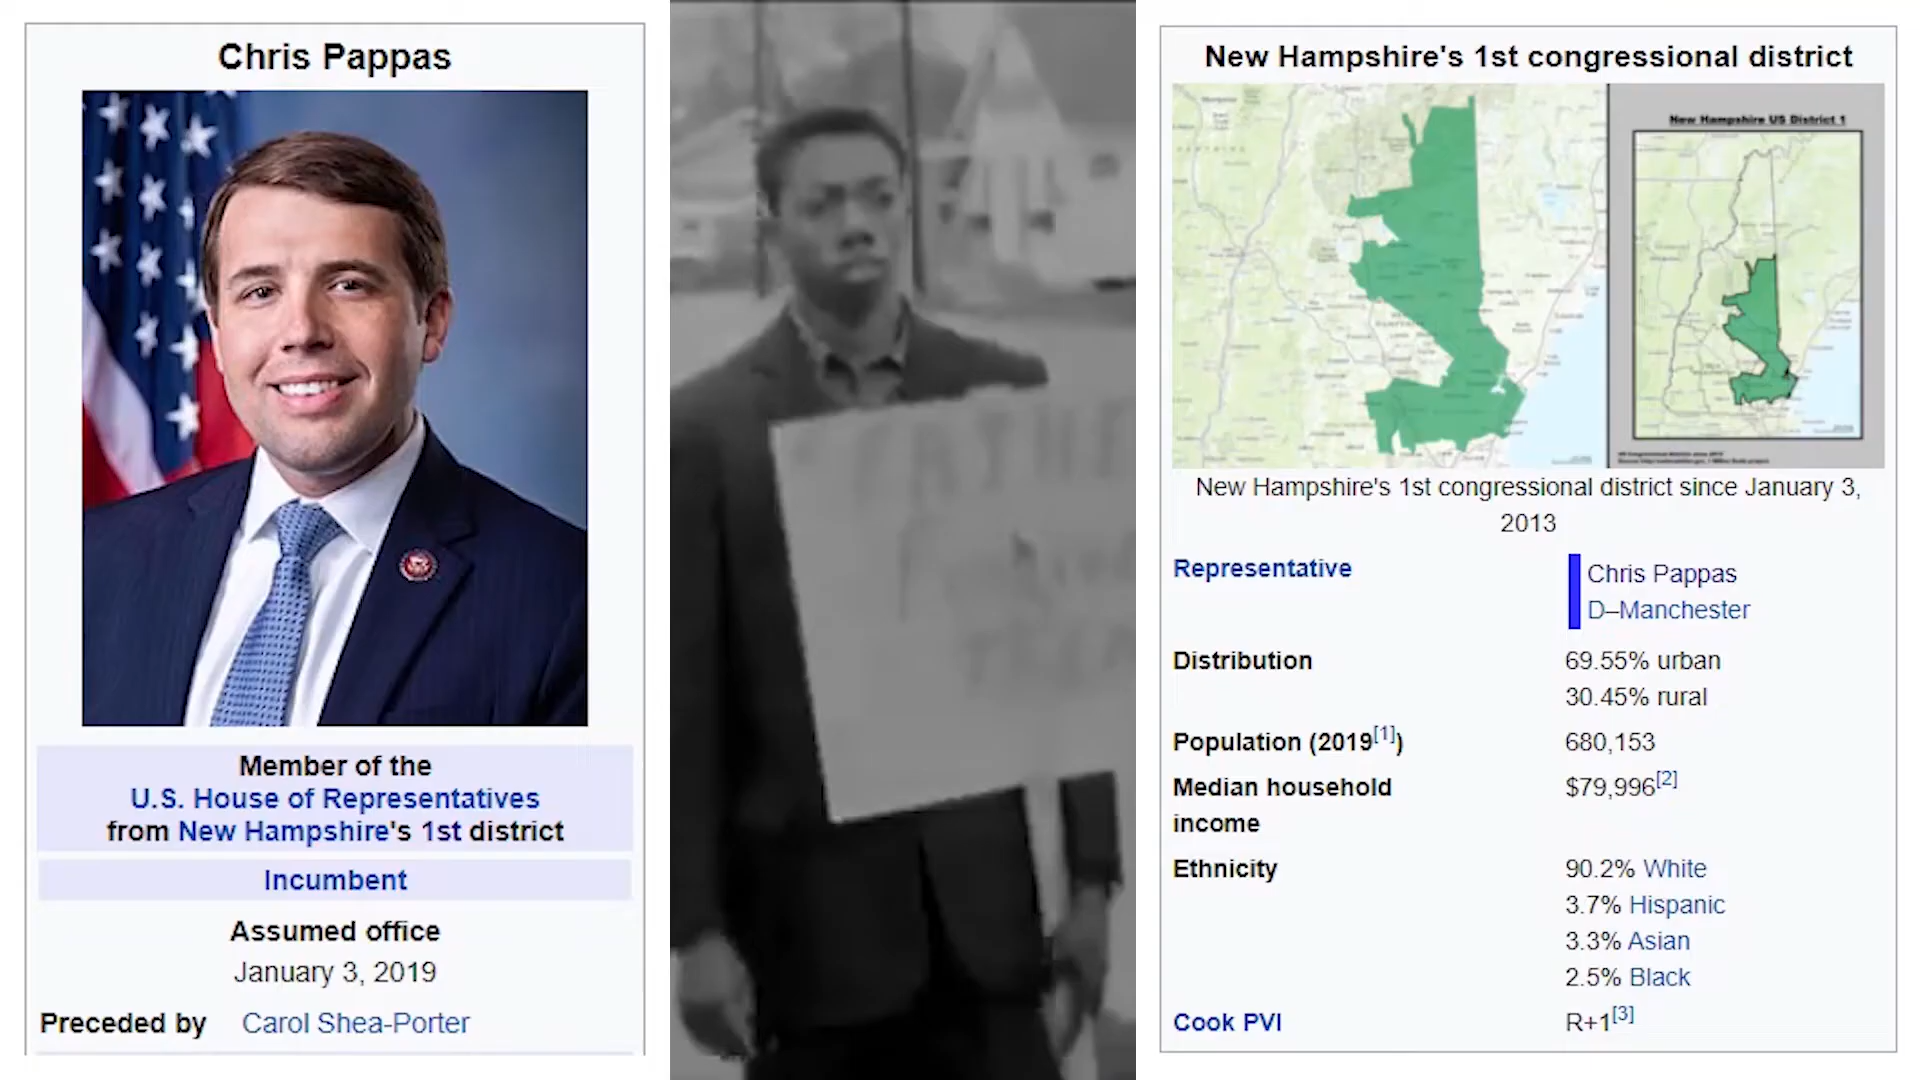 Chris Pappas
Member of the
U.S. House of Representatives
from New Hampshire's 1st district
Incumbent
Assumed office
January 3, 2019
Preceded by Carol Shea-Porter
New Hampshire's 1st congressional district
New Hampshire US District 1
New Hampshire's 1st congressional district since January 3,
2013
Representative
Chris Pappas
D–Manchester
Distribution 69.55% urban
30.45% rural
Population (2019[1]) 680,153
Median household $79,996[2]
income
Ethnicity 90.2% White
3.7% Hispanic
3.3% Asian
2.5% Black
Cook PVI R+1[3]